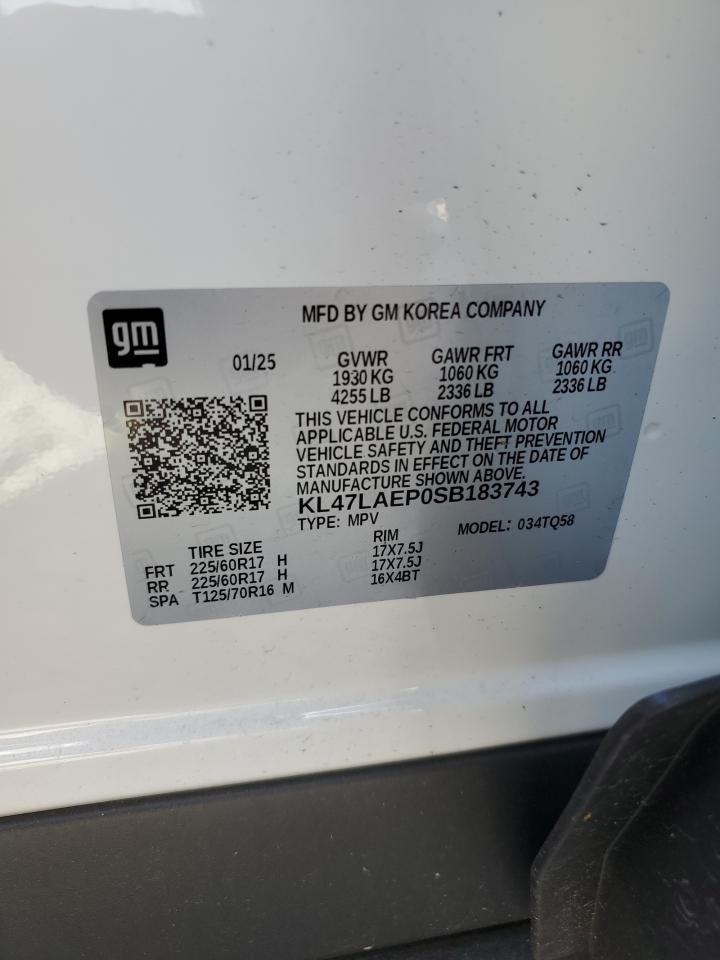 gm
MFD BY GM KOREA COMPANY
01/25 GVWR GAWR FRT GAWR RR
1930 KG 1060 KG 1060 KG
4255 LB 2336 LB 2336 LB
THIS VEHICLE CONFORMS TO ALL
APPLICABLE U.S. FEDERAL MOTOR
VEHICLE SAFETY AND THEFT PREVENTION
STANDARDS IN EFFECT ON THE DATE OF
MANUFACTURE SHOWN ABOVE.
KL47LAEP0SB183743
TYPE: MPV MODEL: 034TQ58
TIRE SIZE RIM
FRT 225/60R17 H 17X7.5J
RR 225/60R17 H 17X7.5J
SPA T125/70R16 M 16X4BT